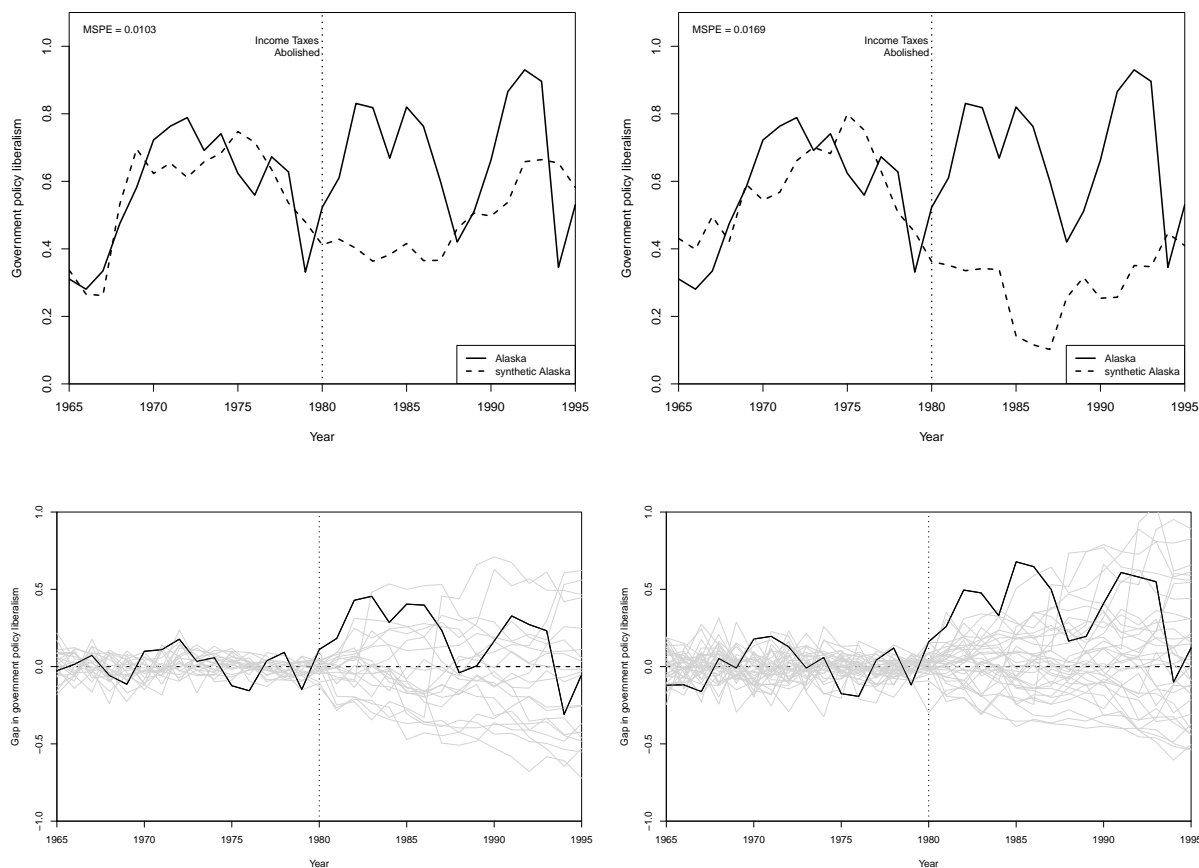 MSPE = 0.0103
Income Taxes
Abolished
Government policy liberalism
1.0
0.8
0.6
0.4
0.2
0.0
Alaska
synthetic Alaska
1965 1970 1975 1980 1985 1990 1995
Year
MSPE = 0.0169
Income Taxes
Abolished
Government policy liberalism
1.0
0.8
0.6
0.4
0.2
0.0
Alaska
synthetic Alaska
1965 1970 1975 1980 1985 1990 1995
Year
Gap in government policy liberalism
1.0
0.5
0.0
−0.5
−1.0
1965 1970 1975 1980 1985 1990 1995
Year
Gap in government policy liberalism
1.0
0.5
0.0
−0.5
−1.0
1965 1970 1975 1980 1985 1990 1995
Year